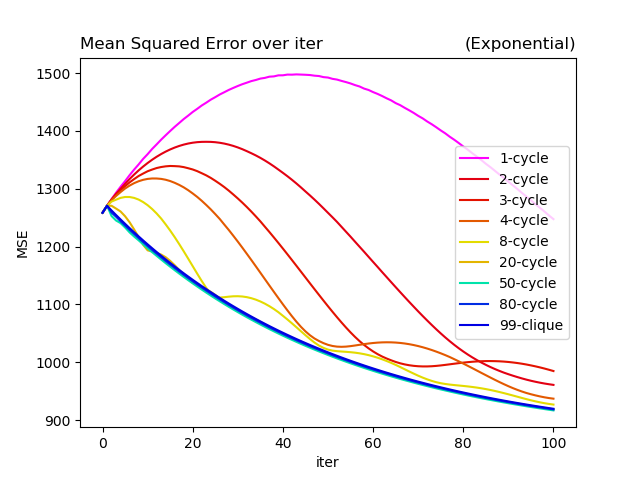 Mean Squared Error over iter (Exponential)
1500
1400
1300
1200
1100
1000
900
MSE
0 20 40 60 80 100
iter
1-cycle
2-cycle
3-cycle
4-cycle
8-cycle
20-cycle
50-cycle
80-cycle
99-clique